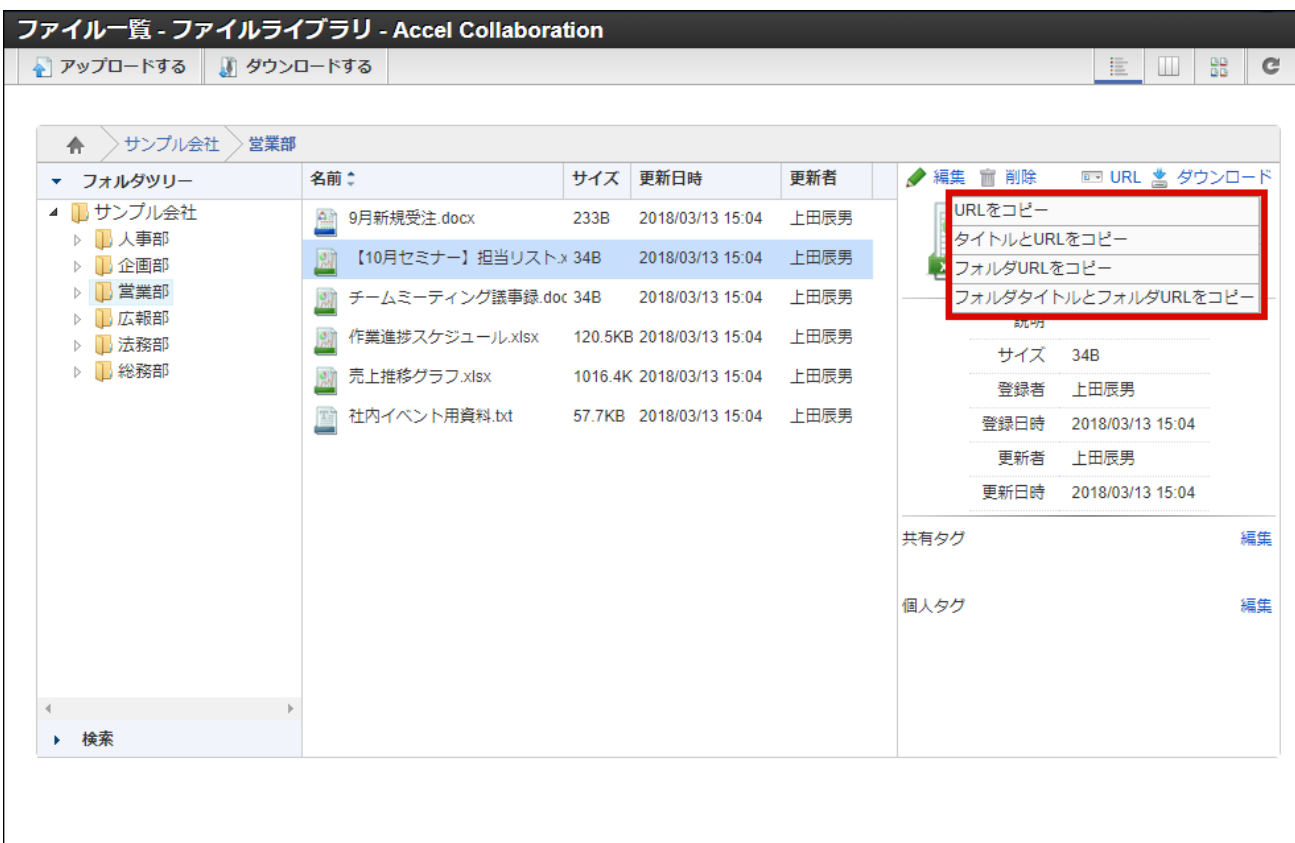 ファイル一覧 - ファイルライブラリ - Accel Collaboration
アップロードする ダウンロードする
サンプル会社 営業部
フォルダツリー
サンプル会社
人事部
企画部
営業部
広報部
法務部
総務部
検索
名前 サイズ 更新日時 更新者
9月新規受注.docx 233B 2018/03/13 15:04 上田辰男
【10月セミナー】担当リスト.x 34B 2018/03/13 15:04 上田辰男
チームミーティング議事録.doc 34B 2018/03/13 15:04 上田辰男
作業進捗スケジュール.xlsx 120.5KB 2018/03/13 15:04 上田辰男
売上推移グラフ.xlsx 1016.4K 2018/03/13 15:04 上田辰男
社内イベント用資料.txt 57.7KB 2018/03/13 15:04 上田辰男
編集 削除 URL ダウンロード
URLをコピー
タイトルとURLをコピー
フォルダURLをコピー
フォルダタイトルとフォルダURLをコピー
説明
サイズ 34B
登録者 上田辰男
登録日時 2018/03/13 15:04
更新者 上田辰男
更新日時 2018/03/13 15:04
共有タグ 編集
個人タグ 編集